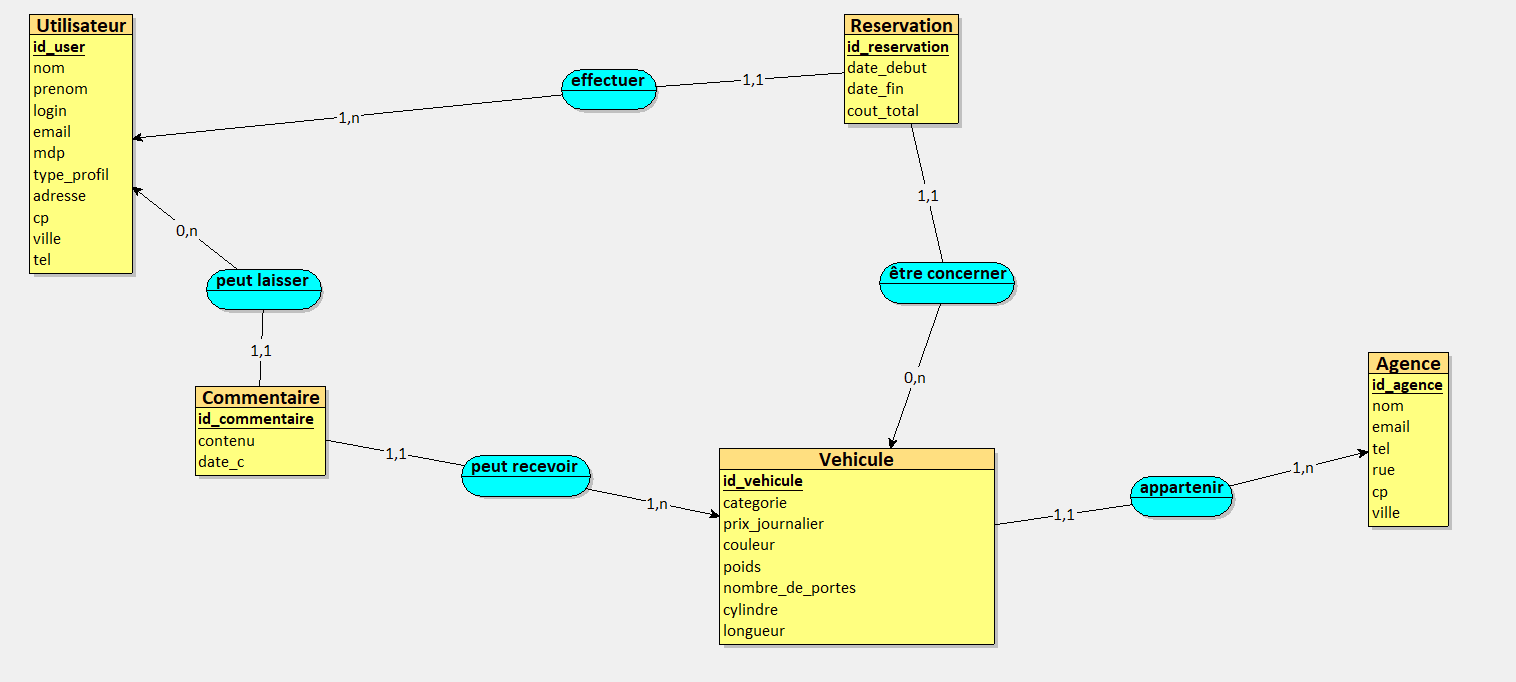 Utilisateur
id_user
nom
prenom
login
email
mdp
type_profil
adresse
cp
ville
tel
1,n
effectuer
1,1
Reservation
id_reservation
date_debut
date_fin
cout_total
0,n
peut laisser
1,1
1,1
être concerner
0,n
Commentaire
id_commentaire
contenu
date_c
1,1
peut recevoir
1,n
Vehicule
id_vehicule
categorie
prix_journalier
couleur
poids
nombre_de_portes
cylindre
longueur
1,1
appartenir
1,n
Agence
id_agence
nom
email
tel
rue
cp
ville